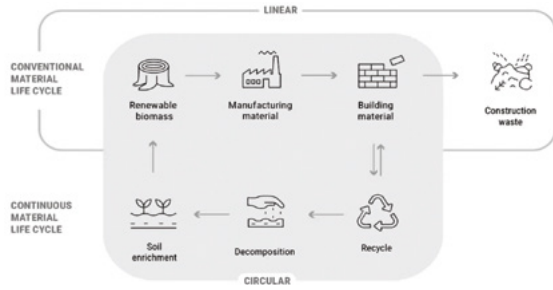 LINEAR
CONVENTIONAL
MATERIAL
LIFE CYCLE
Renewable
biomass
Manufacturing
material
Building
material
Construction
waste
CONTINUOUS
MATERIAL
LIFE CYCLE
Soil
enrichment
Decomposition
Recycle
CIRCULAR